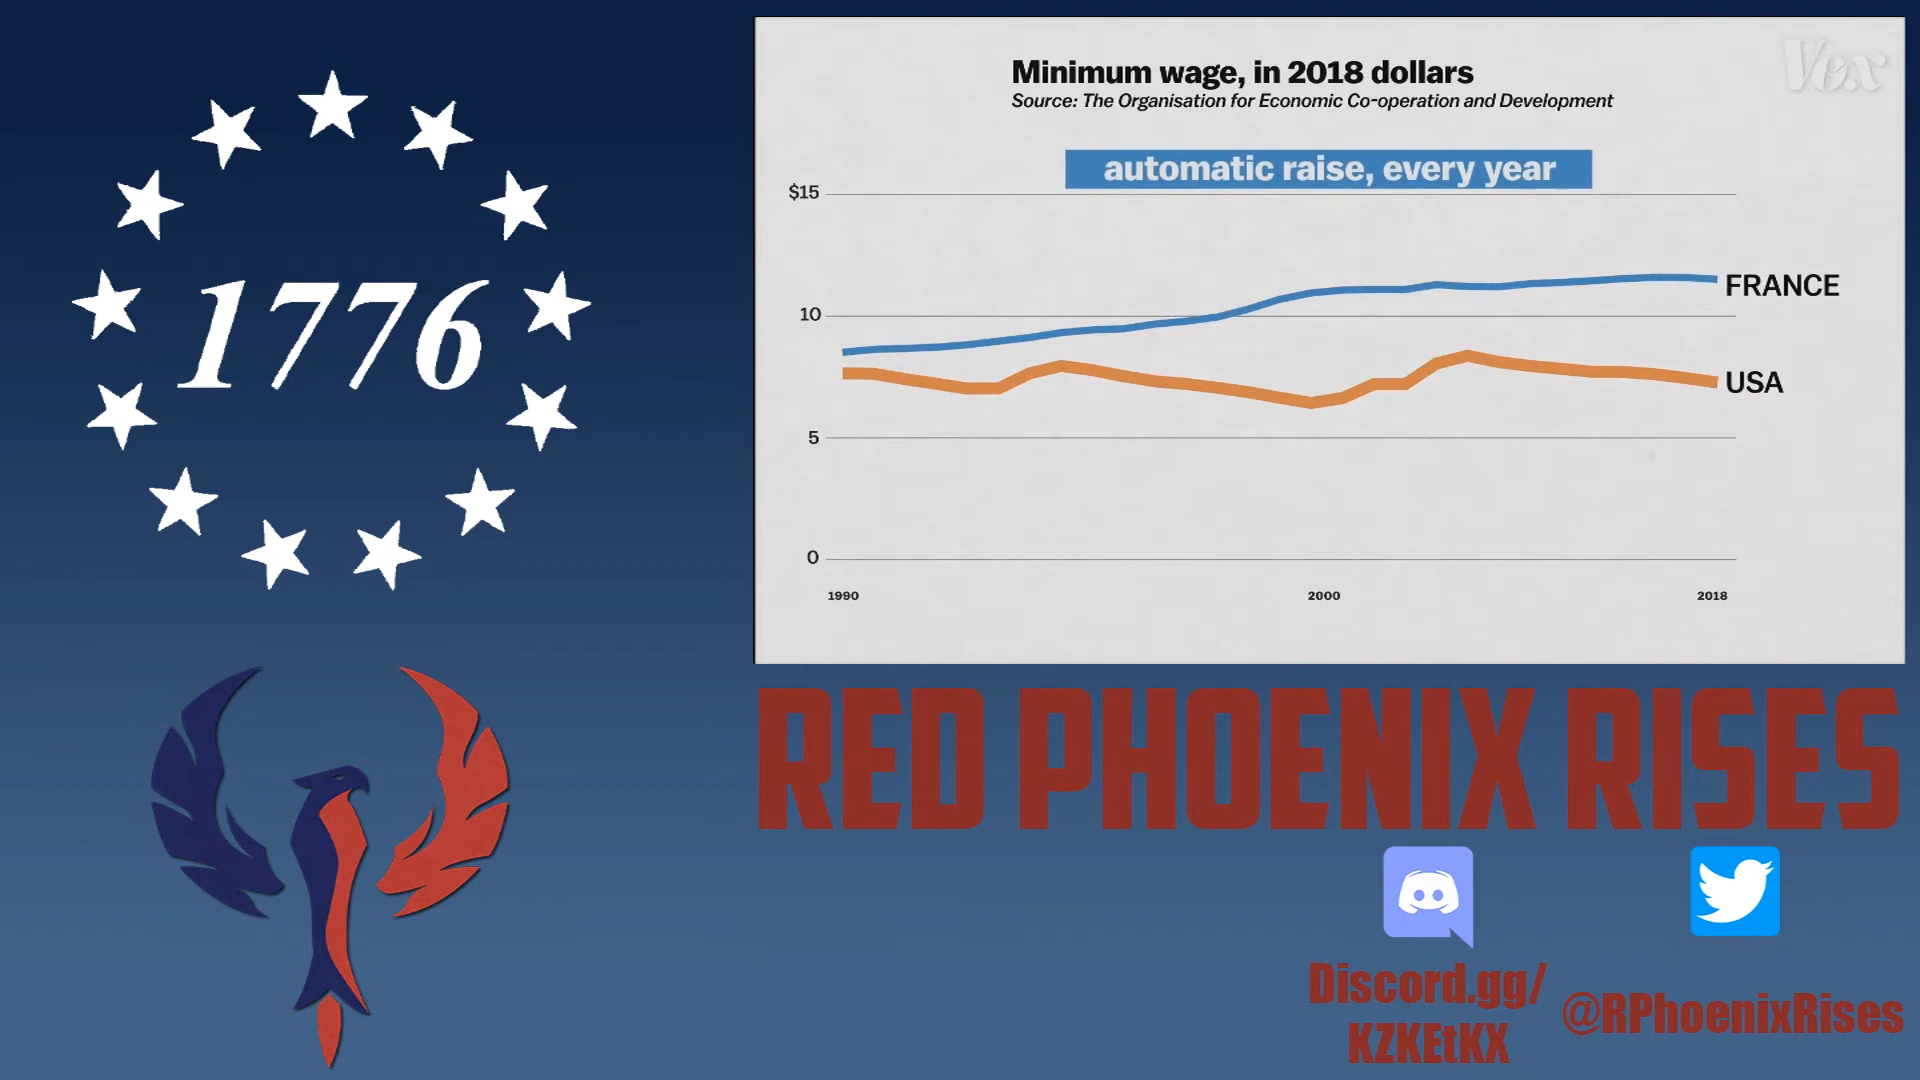 1776
Vox
Minimum wage, in 2018 dollars
Source: The Organisation for Economic Co-operation and Development
automatic raise, every year
$15
FRANCE
10
USA
5
0
1990
2000
2018
RED PHOENIX RISES
Discord.gg/
KZKEtKX
@RPhoenixRises